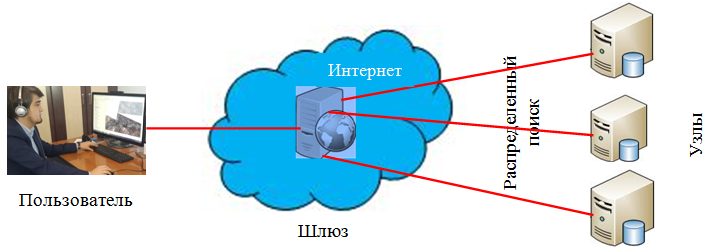 Интернет
Распределенный
поиск
Узлы
Пользователь
Шлюз